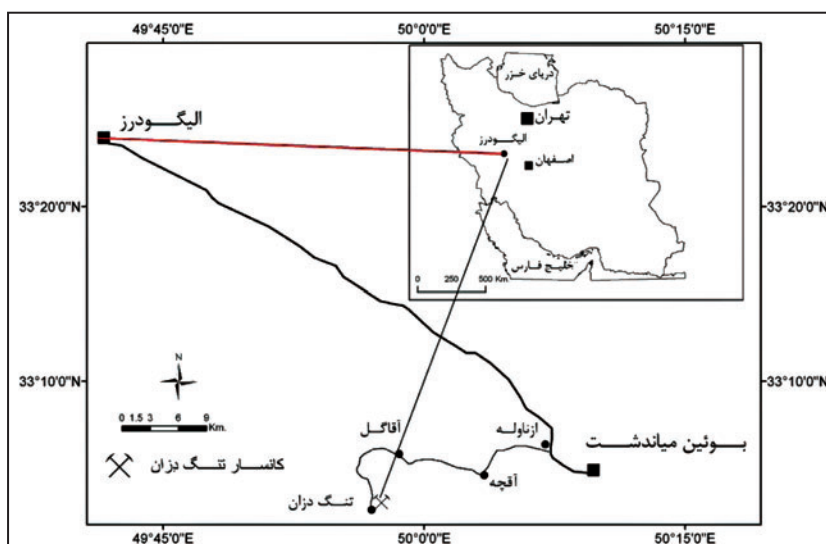 49°45'0"E
50°0'0"E
50°15'0"E
دریای خزر
تهران
الیگودرز
اصفهان
خلیج فارس
0 250 500 Km.
الیگودرز
33°20'0"N
33°20'0"N
33°10'0"N
33°10'0"N
N
0 1.5 3 6 9
Km.
کانسار تنگ دزان
آقاگل
ازناوله
بوئین میاندشت
آقچه
تنگ دزان
49°45'0"E
50°0'0"E
50°15'0"E